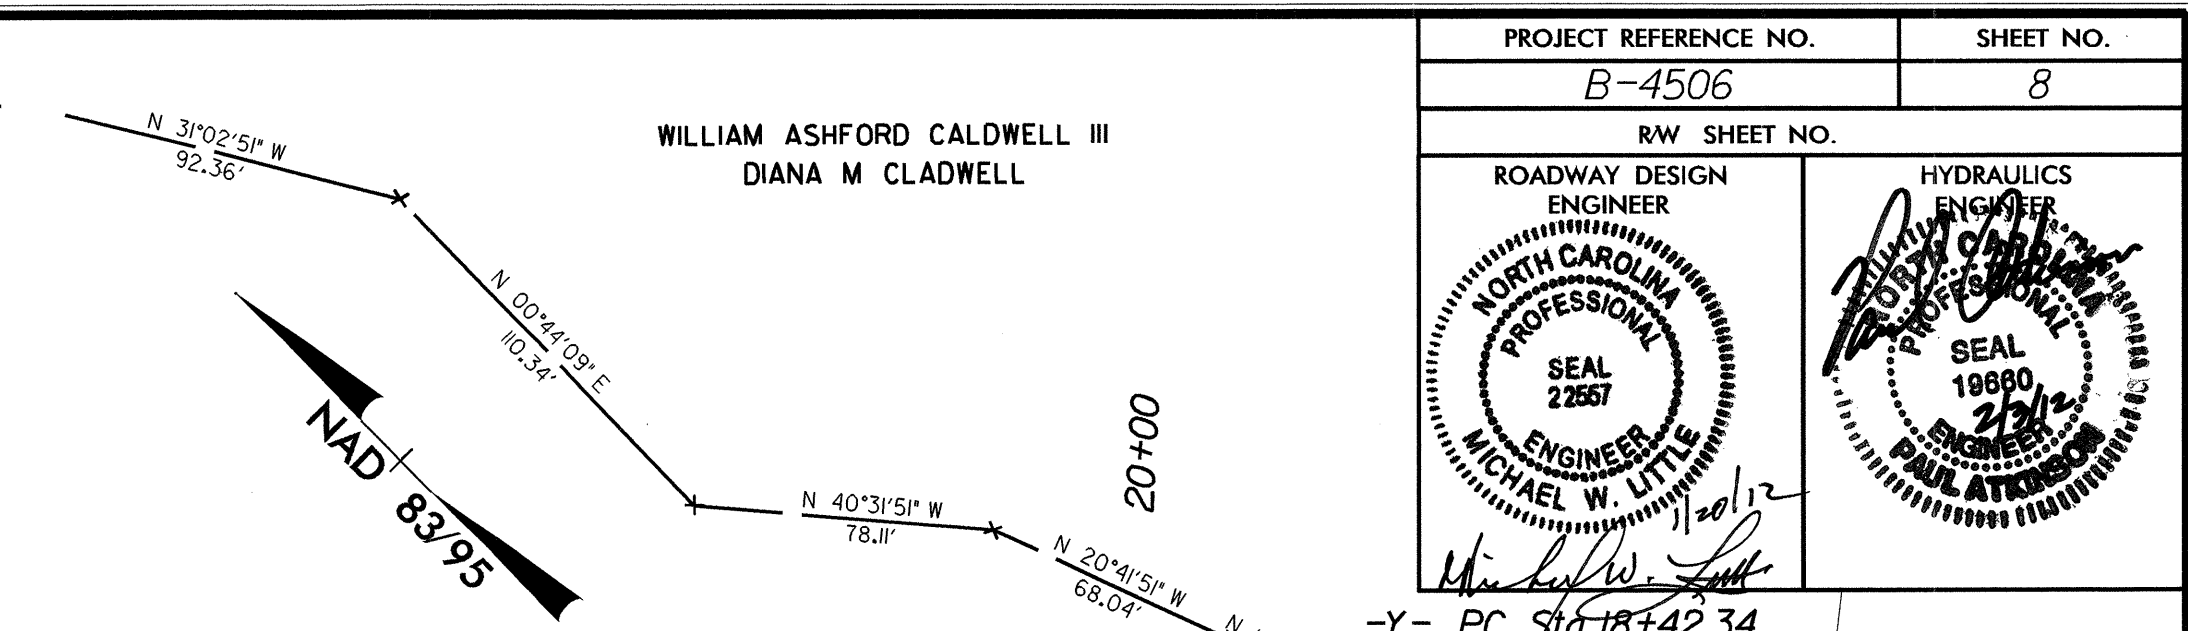 PROJECT REFERENCE NO.
SHEET NO.
B-4506
8
R/W SHEET NO.
ROADWAY DESIGN
ENGINEER
HYDRAULICS
ENGINEER
NORTH CAROLINA
PROFESSIONAL
SEAL
22557
ENGINEER
MICHAEL W. LITTLE
1/20/12
Michael W. Little
NORTH CAROLINA
PROFESSIONAL
SEAL
19660
2/3/12
ENGINEER
PAUL ATKINSON
WILLIAM ASHFORD CALDWELL III
DIANA M CLADWELL
N 31°02'51" W
92.36'
N 00°44'09" E
110.34'
NAD 83/95
N 40°31'51" W
78.11'
20+00
N 20°41'51" W
68.04'
N
-Y- PC Sta 18+42.34